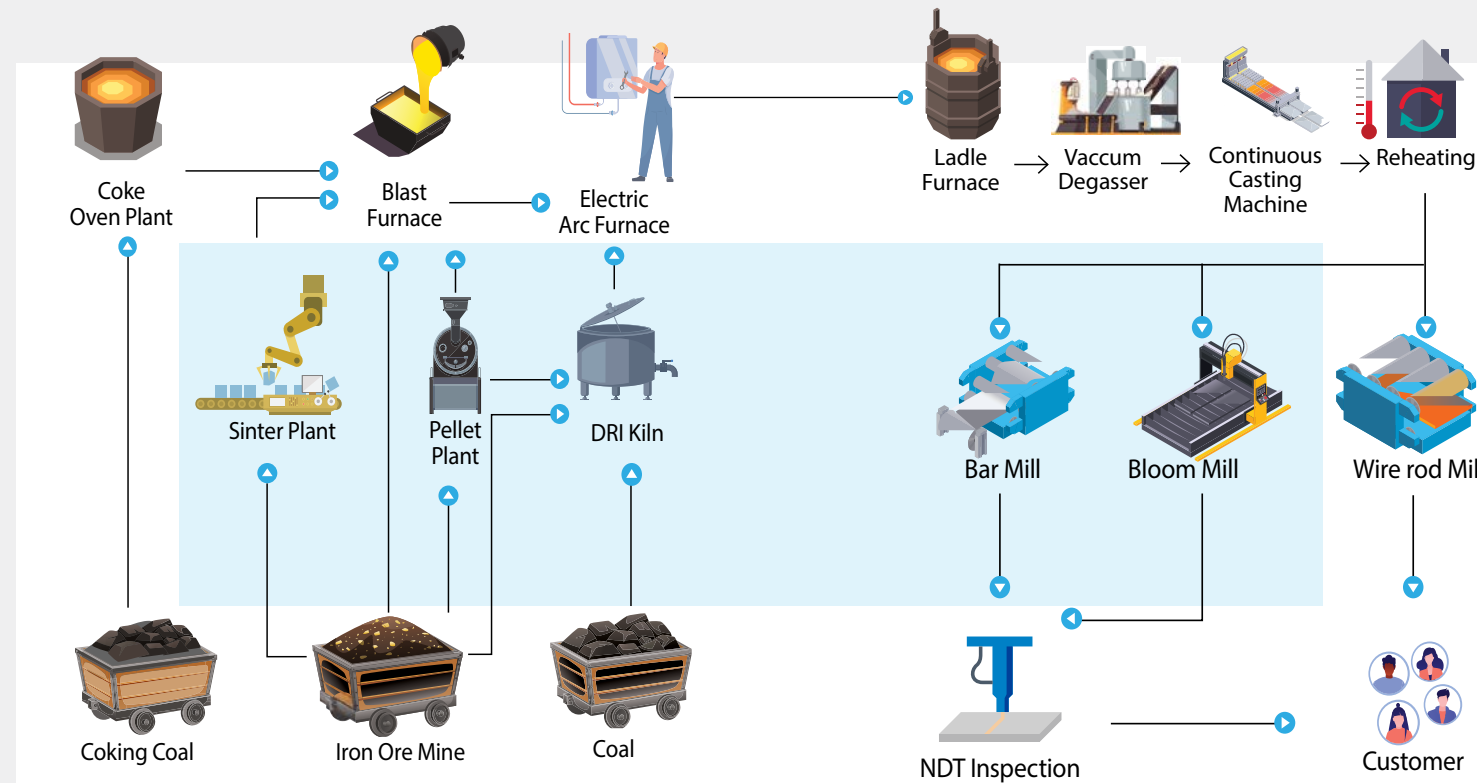 Coke
Oven Plant
Blast
Furnace
Electric
Arc Furnace
Ladle
Furnace
Vaccum
Degasser
Continuous
Casting
Machine
Reheating
Sinter Plant
Pellet
Plant
DRI Kiln
Bar Mill
Bloom Mill
Wire rod Mil
Coking Coal
Iron Ore Mine
Coal
NDT Inspection
Customer